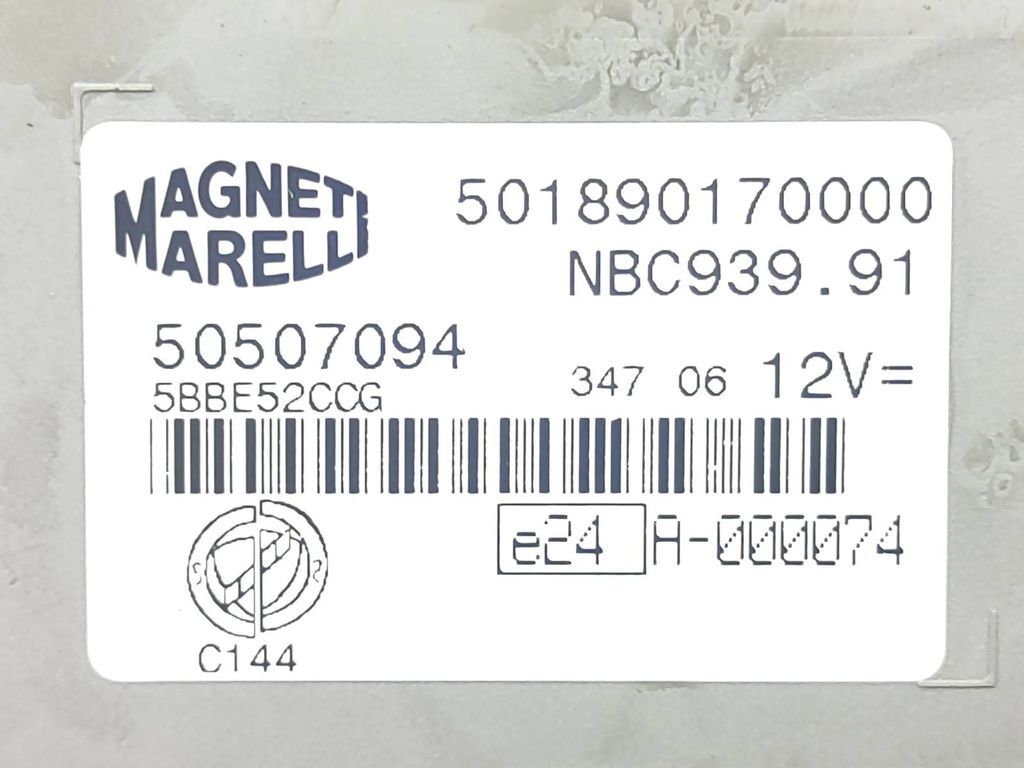 MAGNETI
MARELLI
501890170000
NBC939.91
50507094
5BBE52CCG
347 06 12V=
e24 A-000074
C144